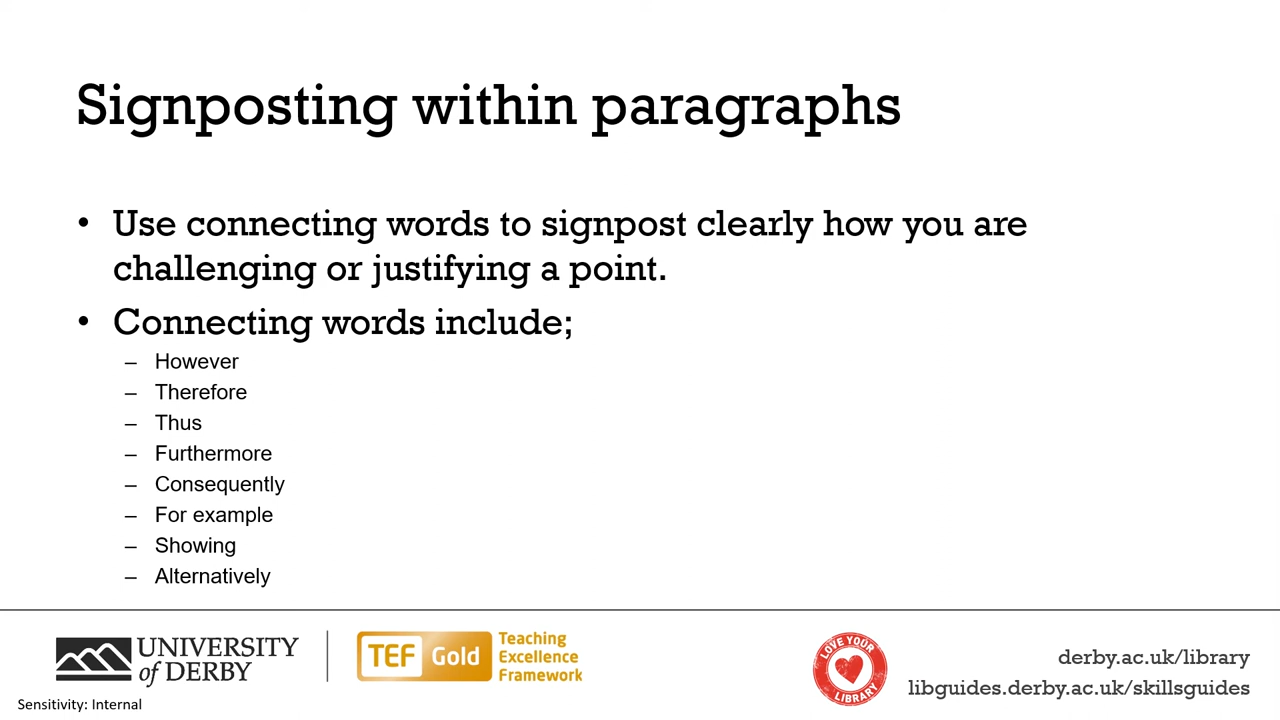 Signposting within paragraphs
• Use connecting words to signpost clearly how you are
challenging or justifying a point.
• Connecting words include;
– However
– Therefore
– Thus
– Furthermore
– Consequently
– For example
– Showing
– Alternatively
UNIVERSITY
of DERBY
TEF Gold
Teaching
Excellence
Framework
LOVE YOUR
LIBRARY
derby.ac.uk/library
libguides.derby.ac.uk/skillsguides
Sensitivity: Internal